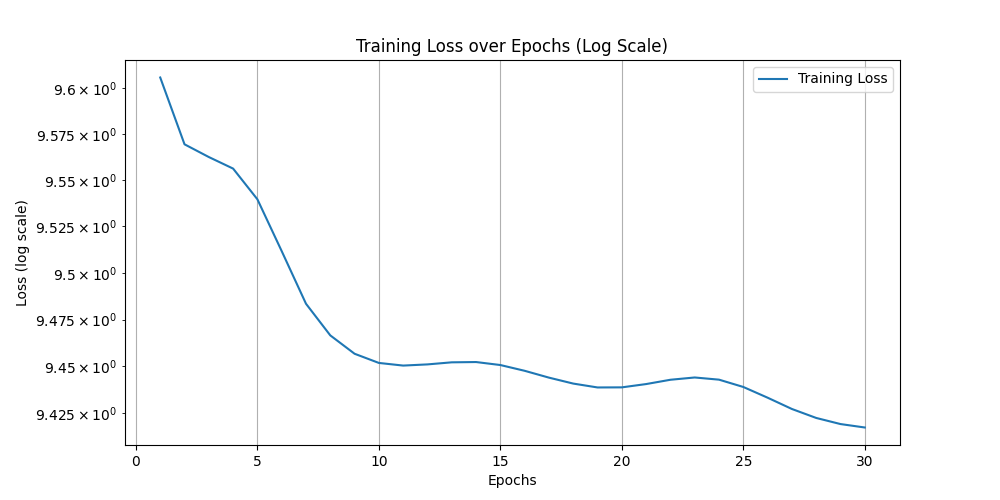 Training Loss over Epochs (Log Scale)
Training Loss
9.6 × 10⁰
9.575 × 10⁰
9.55 × 10⁰
9.525 × 10⁰
9.5 × 10⁰
9.475 × 10⁰
9.45 × 10⁰
9.425 × 10⁰
Loss (log scale)
0 5 10 15 20 25 30
Epochs